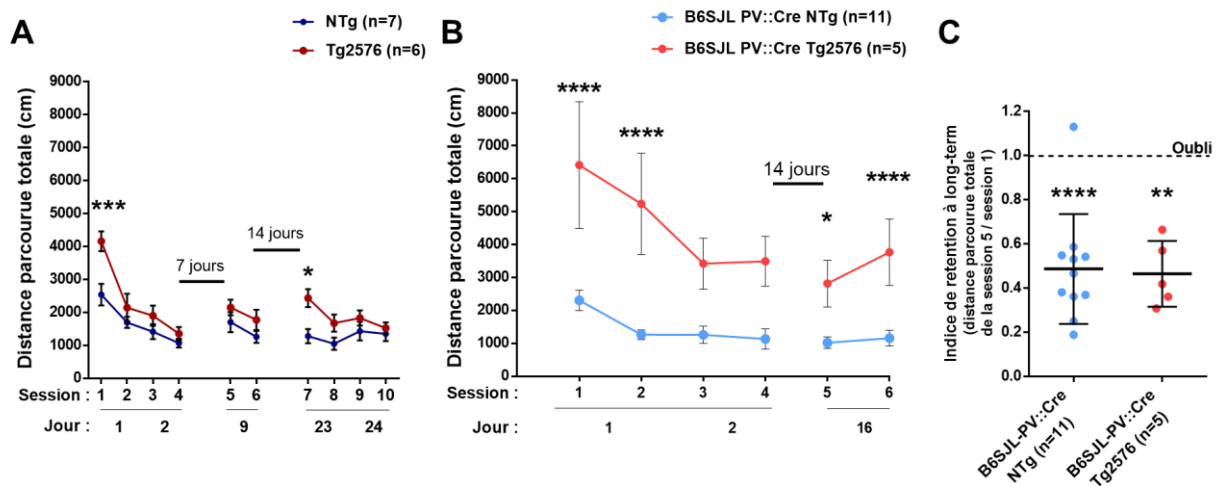 A
NTg (n=7)
Tg2576 (n=6)
Distance parcourue totale (cm)
9000
8000
7000
6000
5000
4000
3000
2000
1000
0
***
7 jours
14 jours
*
Session : 1 2 3 4 5 6 7 8 9 10
Jour : 1 2 9 23 24
B
B6SJL PV::Cre NTg (n=11)
B6SJL PV::Cre Tg2576 (n=5)
Distance parcourue totale (cm)
9000
8000
7000
6000
5000
4000
3000
2000
1000
0
****
****
14 jours
*
****
Session : 1 2 3 4 5 6
Jour : 1 2 16
C
Indice de retention à long-term
(distance parcourue totale
de la session 5 / session 1)
1.2
1.0
0.8
0.6
0.4
0.2
0.0
Oubli
****
**
B6SJL-PV::Cre
NTg (n=11)
B6SJL-PV::Cre
Tg2576 (n=5)